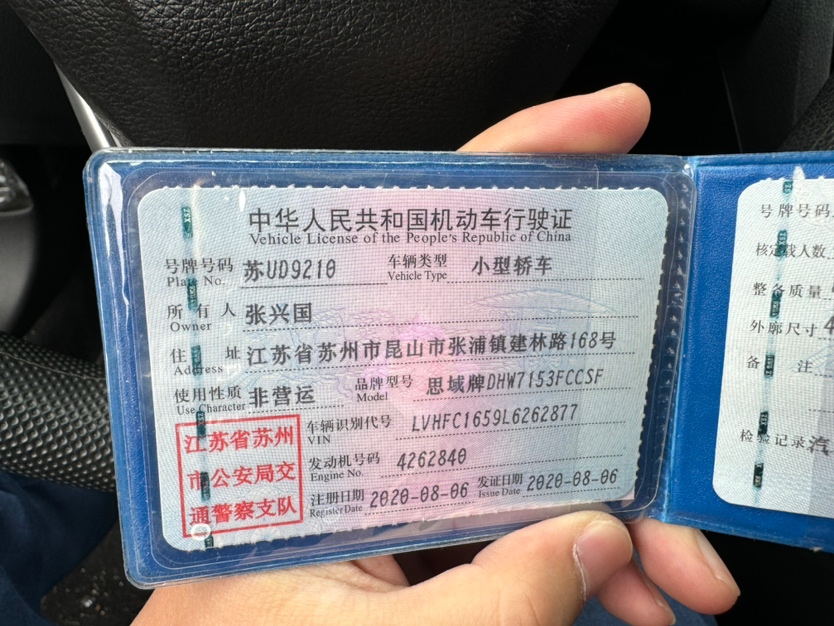 中华人民共和国机动车行驶证
Vehicle License of the People's Republic of China
号牌号码 苏UD9210 车辆类型 小型轿车
Plate No. Vehicle Type
所有人 张兴国
Owner
住址 江苏省苏州市昆山市张浦镇建林路168号
Address
使用性质 非营运 品牌型号 思域牌DHW7153FCCSF
Use Character Model
江苏省苏州
市公安局交
通警察支队
车辆识别代号 LVHFC1659L6262877
VIN
发动机号码 4262840
Engine No.
注册日期 2020-08-06 发证日期 2020-08-06
Register Date Issue Date
号牌号码
核定载人数
整备质量
外廓尺寸 4
备注
检验记录 汽